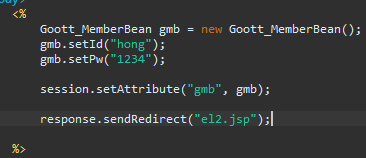 <%
Goott_MemberBean gmb = new Goott_MemberBean();
gmb.setId("hong");
gmb.setPw("1234");
session.setAttribute("gmb", gmb);
response.sendRedirect("el2.jsp");
%>